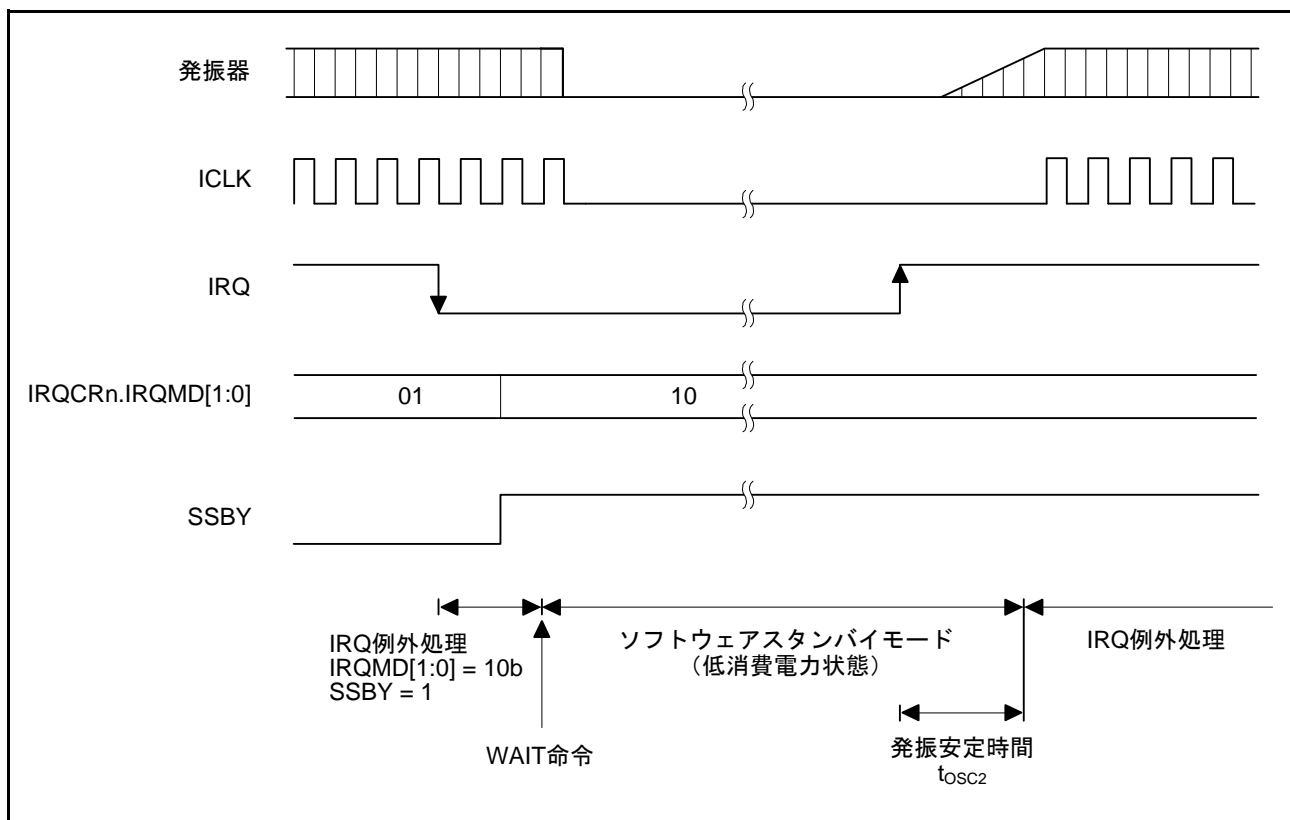 発振器
ICLK
IRQ
IRQCRn.IRQMD[1:0]
01
10
SSBY
IRQ例外処理
IRQMD[1:0] = 10b
SSBY = 1
ソフトウェアスタンバイモード
（低消費電力状態）
IRQ例外処理
WAIT命令
発振安定時間
tOSC2